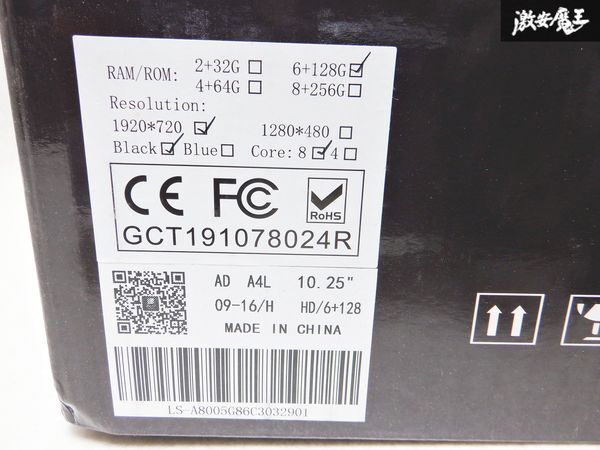 激安魔王
RAM/ROM: 2+32G☐ 6+128G☑
4+64G☐ 8+256G☐
Resolution:
1920*720 ☑ 1280*480 ☐
Black☑ Blue☐ Core: 8☑ 4☐
CE FC RoHS
GCT191078024R
AD A4L 10.25"
09-16/H HD/6+128
MADE IN CHINA
LS-A8005G86C3032901